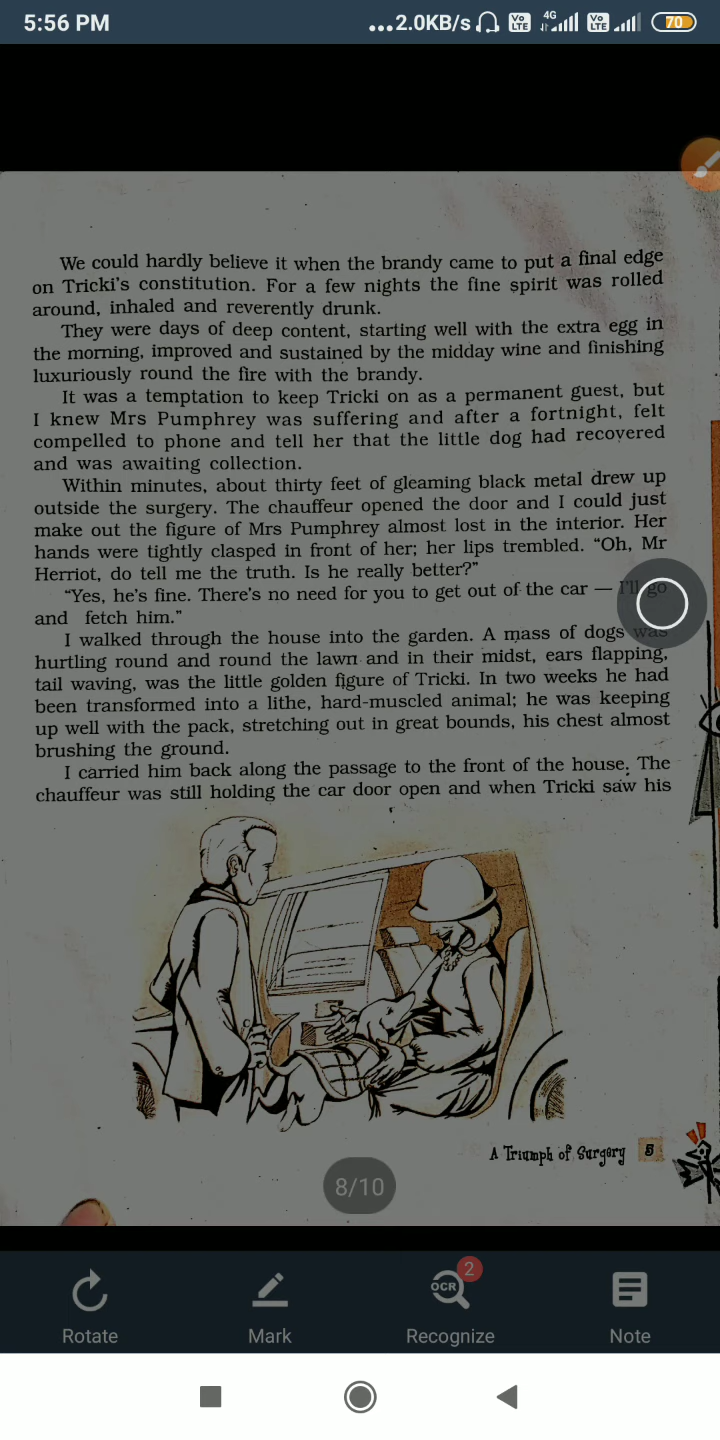 5:56 PM
...2.0KB/s Vo LTE 4G Vo LTE 70
We could hardly believe it when the brandy came to put a final edge
on Tricki's constitution. For a few nights the fine spirit was rolled
around, inhaled and reverently drunk.
They were days of deep content, starting well with the extra egg in
the morning, improved and sustained by the midday wine and finishing
luxuriously round the fire with the brandy.
It was a temptation to keep Tricki on as a permanent guest, but
I knew Mrs Pumphrey was suffering and after a fortnight, felt
compelled to phone and tell her that the little dog had recovered
and was awaiting collection.
Within minutes, about thirty feet of gleaming black metal drew up
outside the surgery. The chauffeur opened the door and I could just
make out the figure of Mrs Pumphrey almost lost in the interior. Her
hands were tightly clasped in front of her; her lips trembled. “Oh, Mr
Herriot, do tell me the truth. Is he really better?”
“Yes, he's fine. There's no need for you to get out of the car — I'll go
and fetch him.”
I walked through the house into the garden. A mass of dogs was
hurtling round and round the lawn and in their midst, ears flapping,
tail waving, was the little golden figure of Tricki. In two weeks he had
been transformed into a lithe, hard-muscled animal; he was keeping
up well with the pack, stretching out in great bounds, his chest almost
brushing the ground.
I carried him back along the passage to the front of the house. The
chauffeur was still holding the car door open and when Tricki saw his
A Triumph of Surgery 5
8/10
OCR 2
Rotate Mark Recognize Note